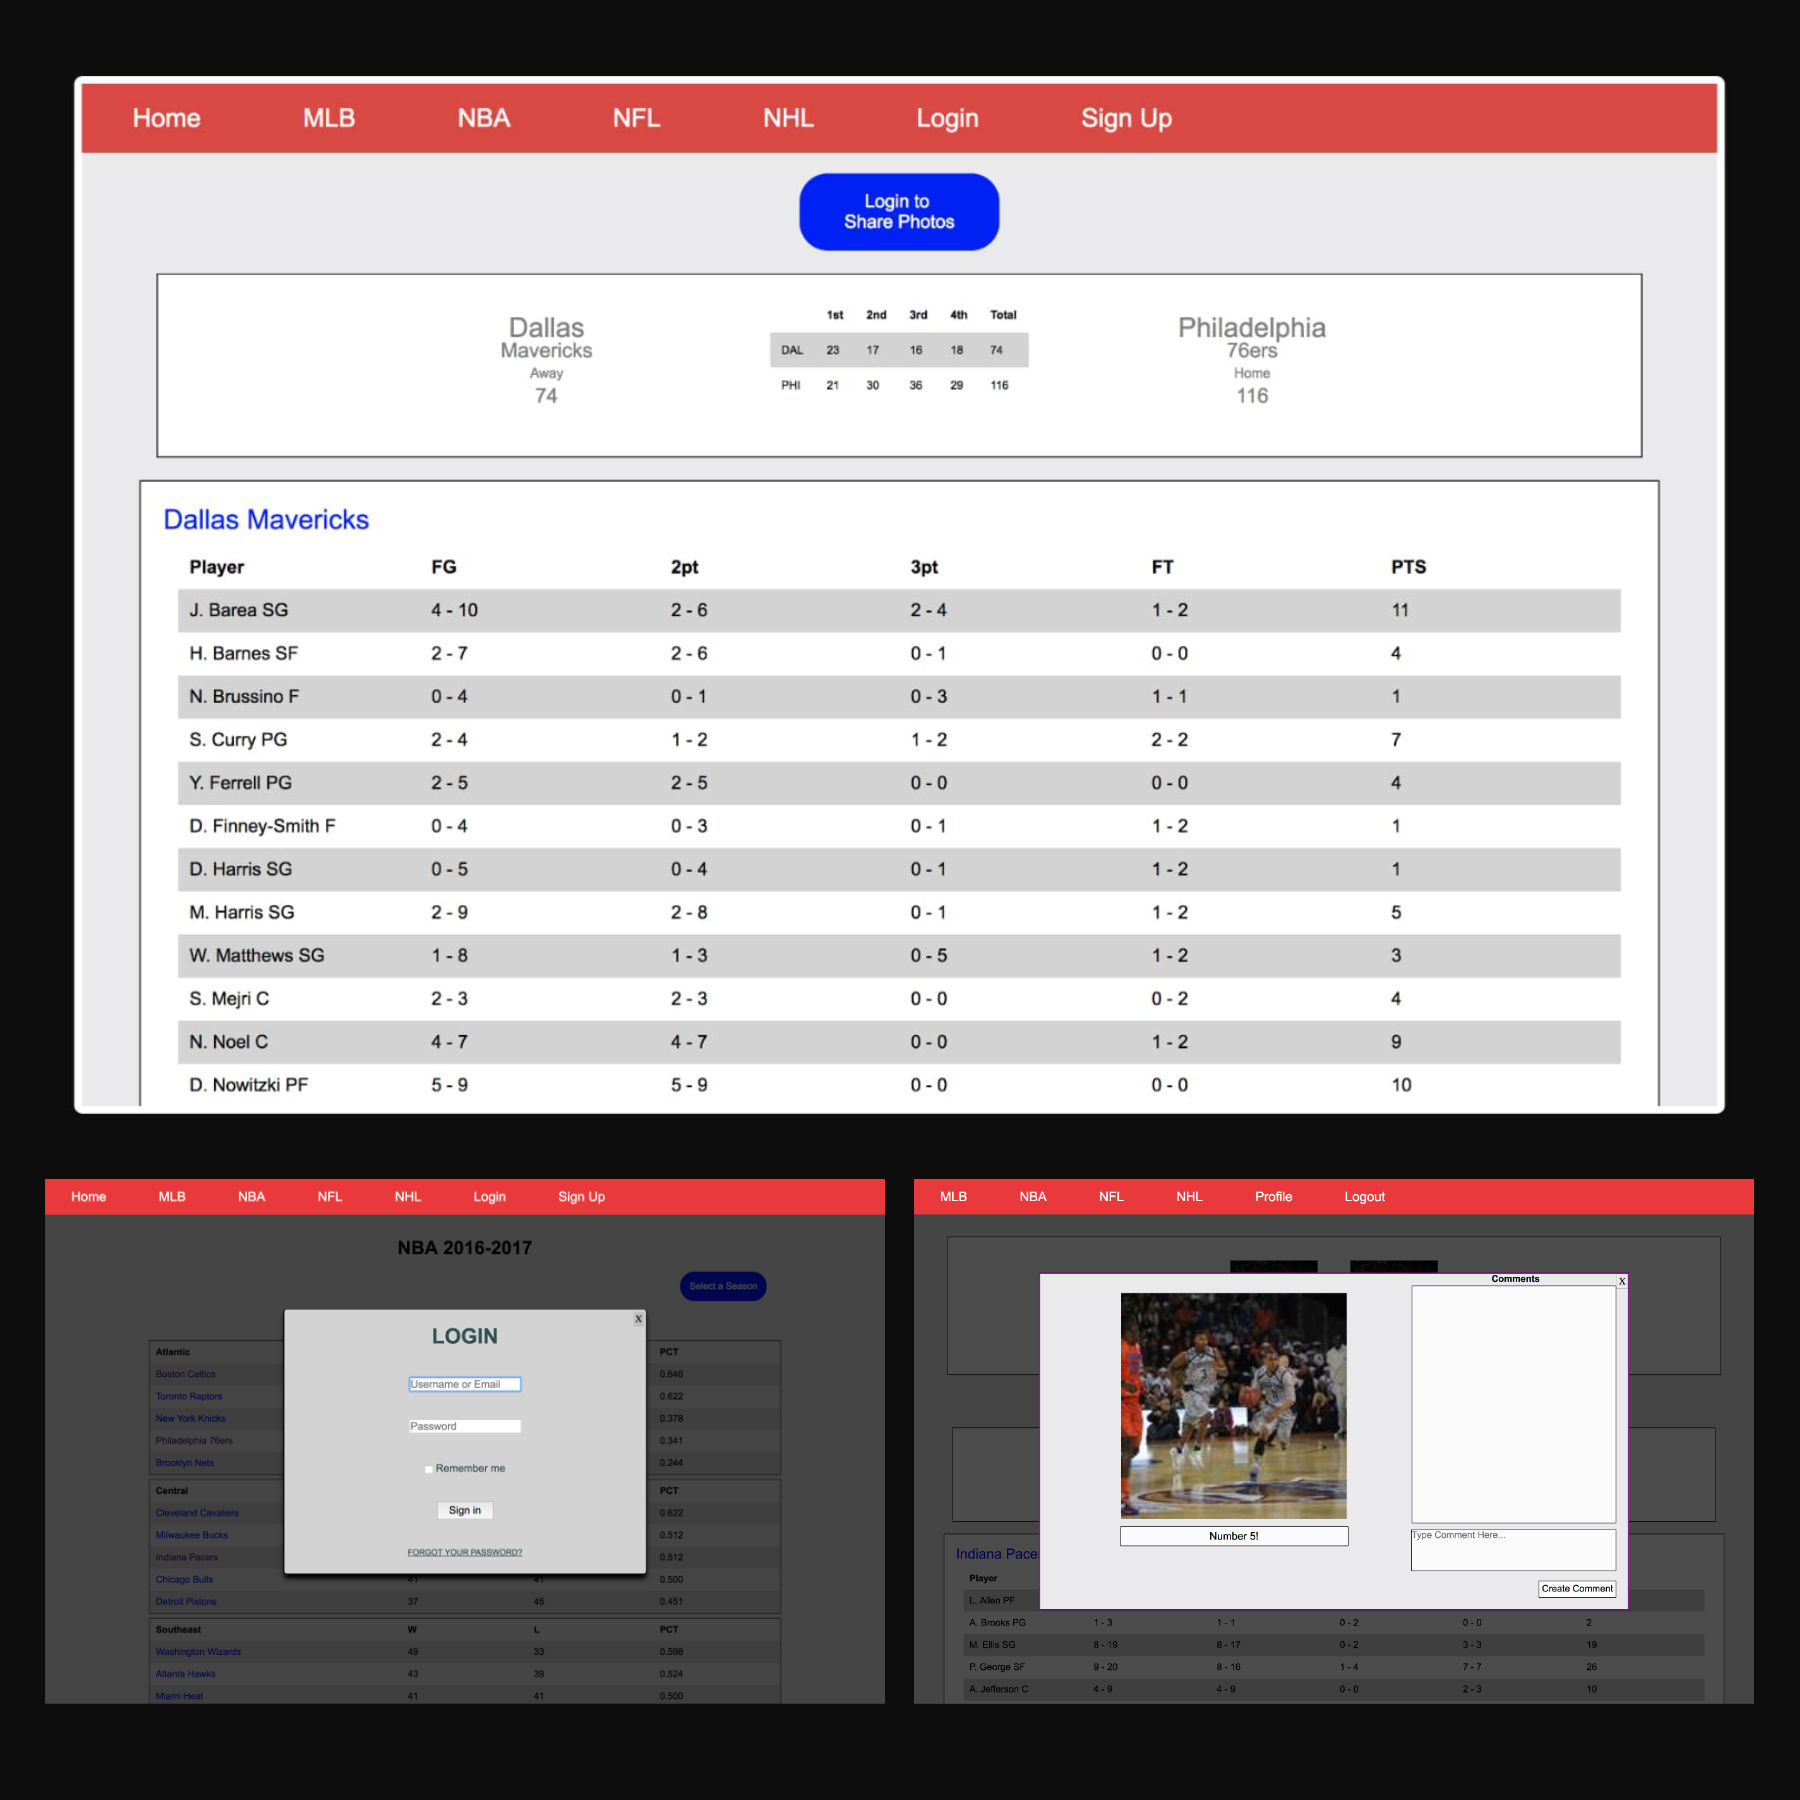 Home MLB NBA NFL NHL Login Sign Up
Login to
Share Photos
Dallas
Mavericks
Away
74
1st 2nd 3rd 4th Total
DAL 23 17 16 18 74
PHI 21 30 36 29 116
Philadelphia
76ers
Home
116
Dallas Mavericks
Player FG 2pt 3pt FT PTS
J. Barea SG 4 - 10 2 - 6 2 - 4 1 - 2 11
H. Barnes SF 2 - 7 2 - 6 0 - 1 0 - 0 4
N. Brussino F 0 - 4 0 - 1 0 - 3 1 - 1 1
S. Curry PG 2 - 4 1 - 2 1 - 2 2 - 2 7
Y. Ferrell PG 2 - 5 2 - 5 0 - 0 0 - 0 4
D. Finney-Smith F 0 - 4 0 - 3 0 - 1 1 - 2 1
D. Harris SG 0 - 5 0 - 4 0 - 1 1 - 2 1
M. Harris SG 2 - 9 2 - 8 0 - 1 1 - 2 5
W. Matthews SG 1 - 8 1 - 3 0 - 5 1 - 2 3
S. Mejri C 2 - 3 2 - 3 0 - 0 0 - 2 4
N. Noel C 4 - 7 4 - 7 0 - 0 1 - 2 9
D. Nowitzki PF 5 - 9 5 - 9 0 - 0 0 - 0 10
Home MLB NBA NFL NHL Login Sign Up
NBA 2016-2017
Select a Season
X
LOGIN
Username or Email
Password
Remember me
Sign in
FORGOT YOUR PASSWORD?
Atlantic PCT
Boston Celtics 0.646
Toronto Raptors 0.622
New York Knicks 0.378
Philadelphia 76ers 0.341
Brooklyn Nets 0.244
Central PCT
Cleveland Cavaliers 0.622
Milwaukee Bucks 0.512
Indiana Pacers 0.512
Chicago Bulls 41 41 0.500
Detroit Pistons 37 45 0.451
Southeast W L PCT
Washington Wizards 49 33 0.598
Atlanta Hawks 43 39 0.524
Miami Heat 41 41 0.500
MLB NBA NFL NHL Profile Logout
Comments
X
Number 5!
Type Comment Here...
Create Comment
Indiana Pace
Player
L. Allen PF
A. Brooks PG 1 - 3 1 - 1 0 - 2 0 - 0 2
M. Ellis SG 8 - 19 8 - 17 0 - 2 3 - 3 19
P. George SF 9 - 20 8 - 16 1 - 4 7 - 7 26
A. Jefferson C 4 - 9 4 - 9 0 - 0 2 - 3 10